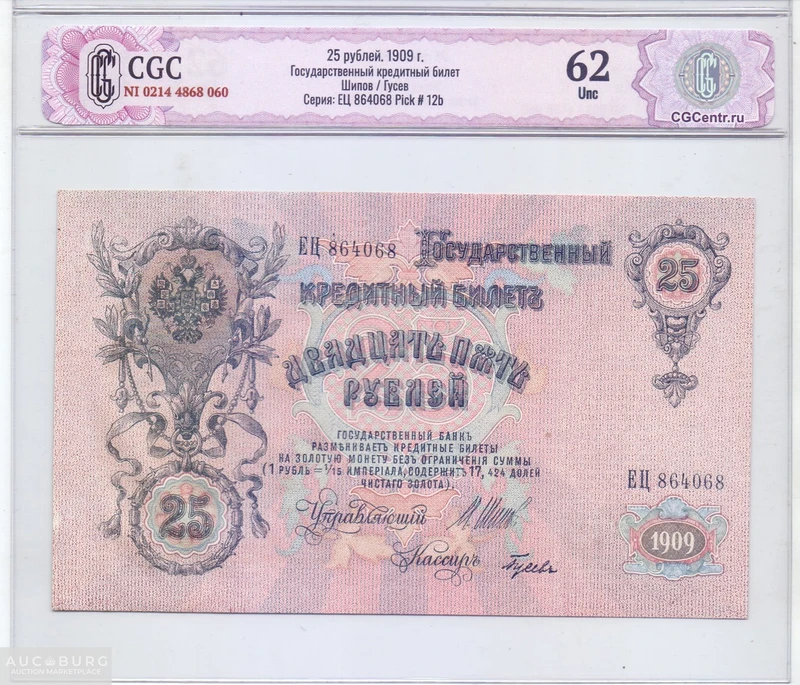 CGC
NI 0214 4868 060
25 рублей. 1909 г.
Государственный кредитный билет
Шипов / Гусев
Серия: ЕЦ 864068 Pick # 12b
62
Unc
CGCentr.ru
ЕЦ 864068 Государственный
25
Кредитный Билетъ
Двадцать пять
Рублей
Государственный Банкъ
размѣниваетъ кредитные билеты
на золотую монету безъ ограниченія суммы
(1 рубль = 1/15 имперіала, содержитъ 17, 424 долей
чистаго золота).
ЕЦ 864068
25
Управляющій
1909
Кассиръ
Гусевъ
AUCBURG
AUCTION MARKETPLACE